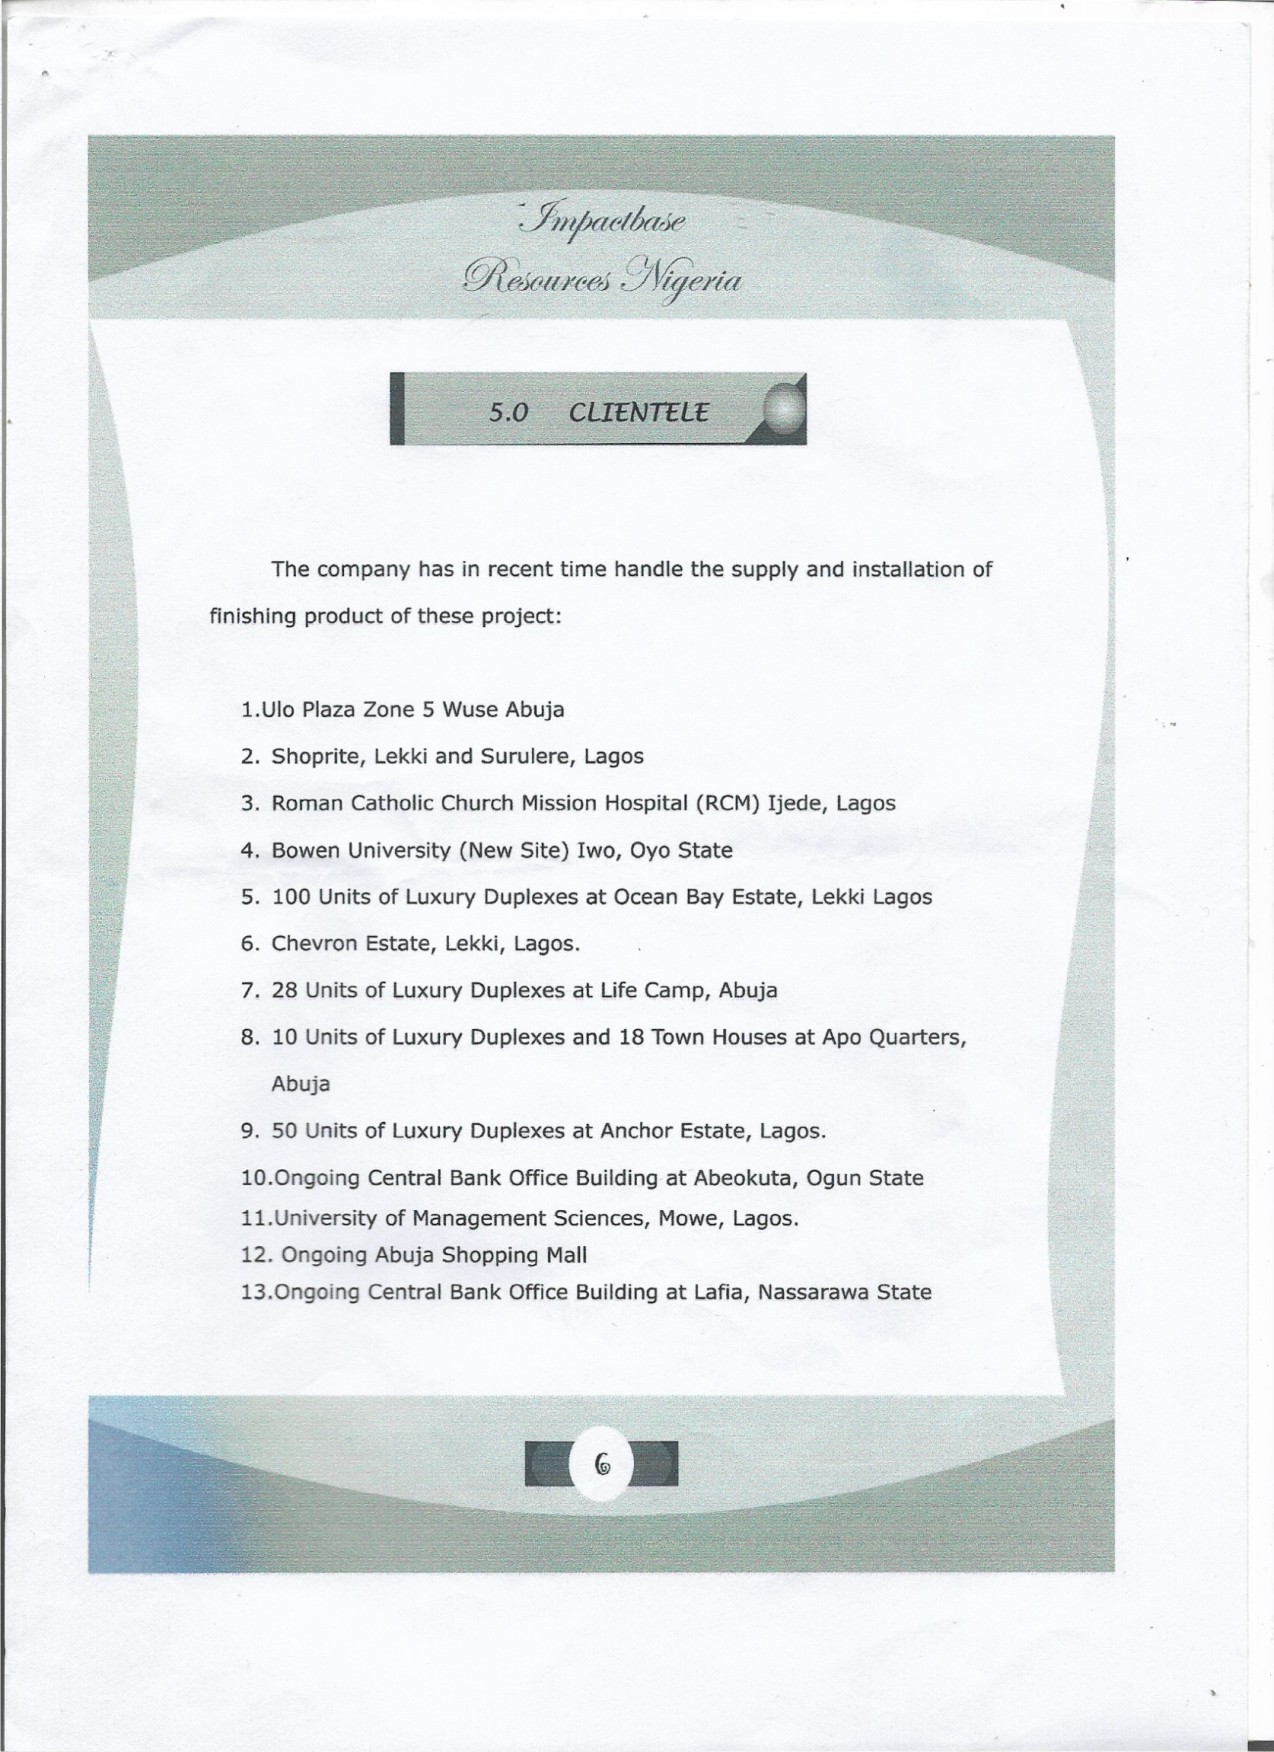 Impactbase
Resources Nigeria
5.0 CLIENTELE
The company has in recent time handle the supply and installation of
finishing product of these project:
1.Ulo Plaza Zone 5 Wuse Abuja
2. Shoprite, Lekki and Surulere, Lagos
3. Roman Catholic Church Mission Hospital (RCM) Ijede, Lagos
4. Bowen University (New Site) Iwo, Oyo State
5. 100 Units of Luxury Duplexes at Ocean Bay Estate, Lekki Lagos
6. Chevron Estate, Lekki, Lagos.
7. 28 Units of Luxury Duplexes at Life Camp, Abuja
8. 10 Units of Luxury Duplexes and 18 Town Houses at Apo Quarters,
Abuja
9. 50 Units of Luxury Duplexes at Anchor Estate, Lagos.
10.Ongoing Central Bank Office Building at Abeokuta, Ogun State
11.University of Management Sciences, Mowe, Lagos.
12. Ongoing Abuja Shopping Mall
13.Ongoing Central Bank Office Building at Lafia, Nassarawa State
6